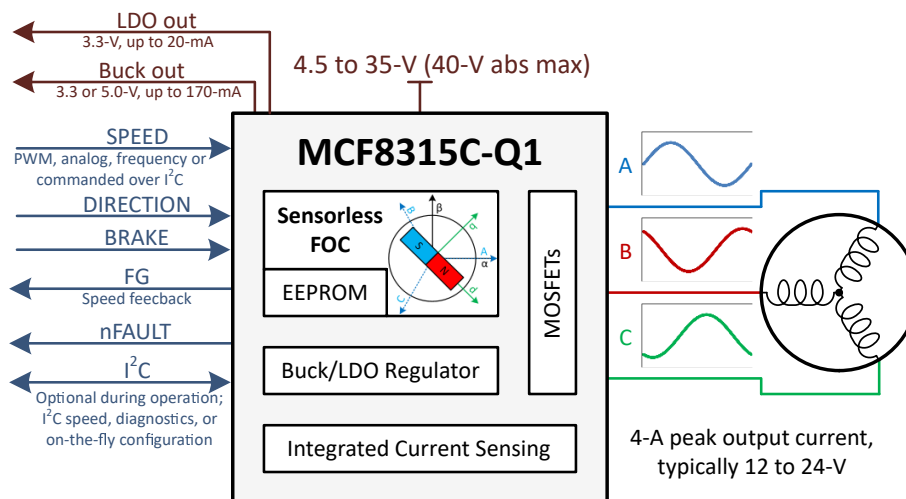 LDO out
3.3-V, up to 20-mA
Buck out
3.3 or 5.0-V, up to 170-mA
4.5 to 35-V (40-V abs max)
SPEED
PWM, analog, frequency or
commanded over I²C
DIRECTION
BRAKE
FG
Speed feecback
nFAULT
I²C
Optional during operation;
I²C speed, diagnostics, or
on-the-fly configuration
MCF8315C-Q1
Sensorless
FOC
EEPROM
β
B
q
A
α
S
N
C
d
MOSFETs
Buck/LDO Regulator
Integrated Current Sensing
A
B
C
4-A peak output current,
typically 12 to 24-V